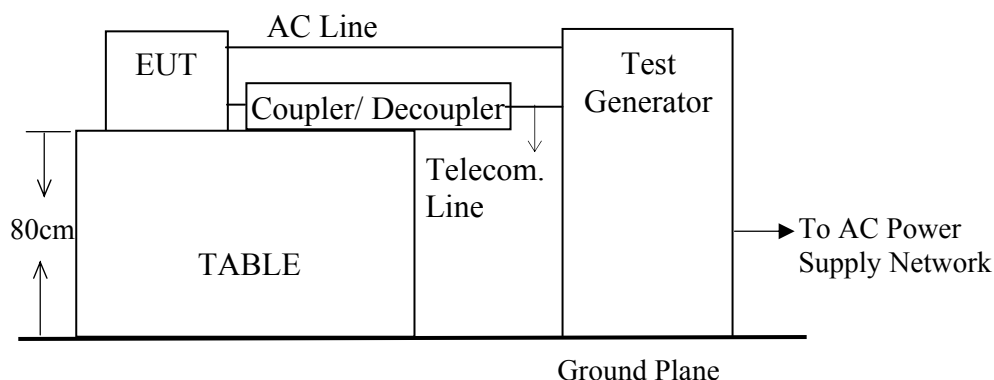 AC Line
EUT
Test
Generator
Coupler/ Decoupler
Telecom.
Line
80cm
TABLE
To AC Power
Supply Network
Ground Plane